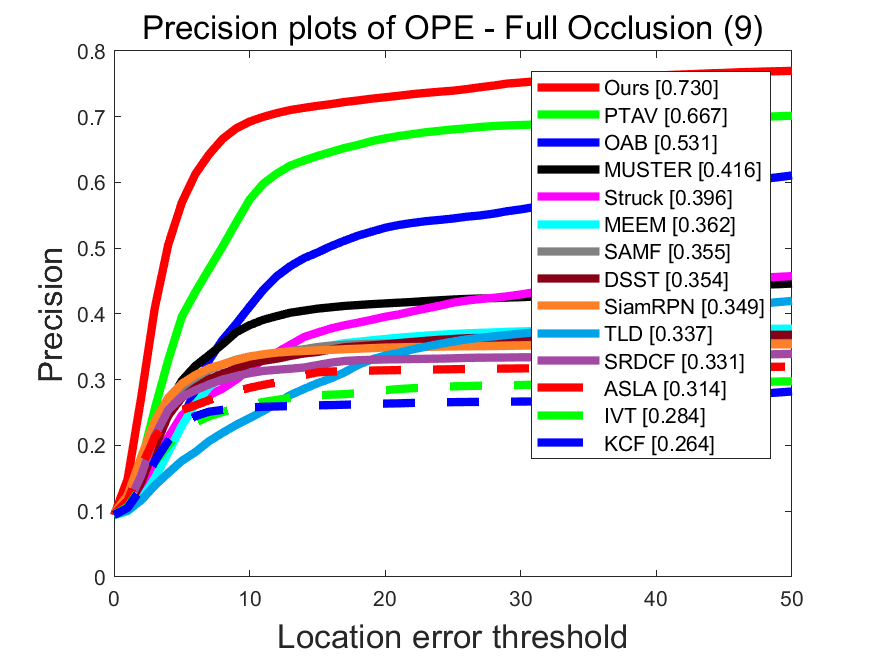 Precision plots of OPE - Full Occlusion (9)
0.8
0.7
0.6
0.5
0.4
0.3
0.2
0.1
0
Precision
Ours [0.730]
PTAV [0.667]
OAB [0.531]
MUSTER [0.416]
Struck [0.396]
MEEM [0.362]
SAMF [0.355]
DSST [0.354]
SiamRPN [0.349]
TLD [0.337]
SRDCF [0.331]
ASLA [0.314]
IVT [0.284]
KCF [0.264]
0 10 20 30 40 50
Location error threshold